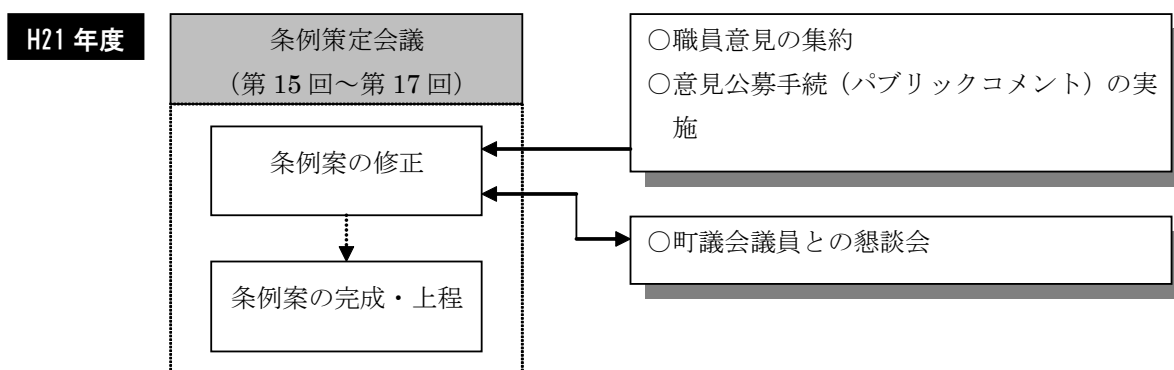 H21 年度
条例策定会議
(第 15 回～第 17 回)
条例案の修正
条例案の完成・上程
○職員意見の集約
○意見公募手続（パブリックコメント）の実
施
○町議会議員との懇談会